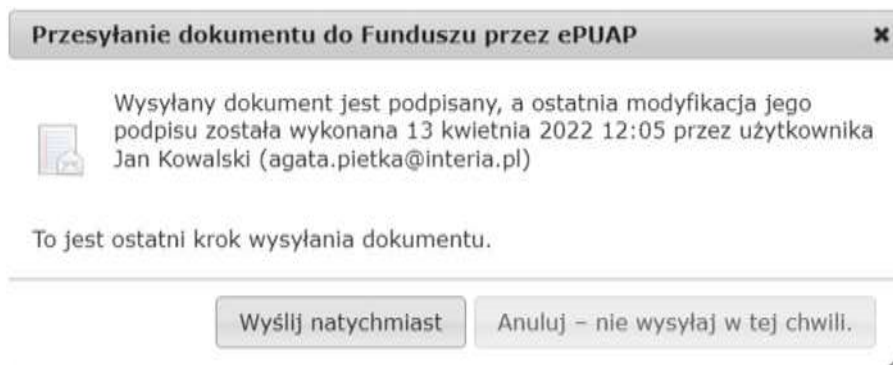 Przesyłanie dokumentu do Funduszu przez ePUAP
Wysyłany dokument jest podpisany, a ostatnia modyfikacja jego
podpisu została wykonana 13 kwietnia 2022 12:05 przez użytkownika
Jan Kowalski (agata.pietka@interia.pl)
To jest ostatni krok wysyłania dokumentu.
Wyślij natychmiast
Anuluj – nie wysyłaj w tej chwili.